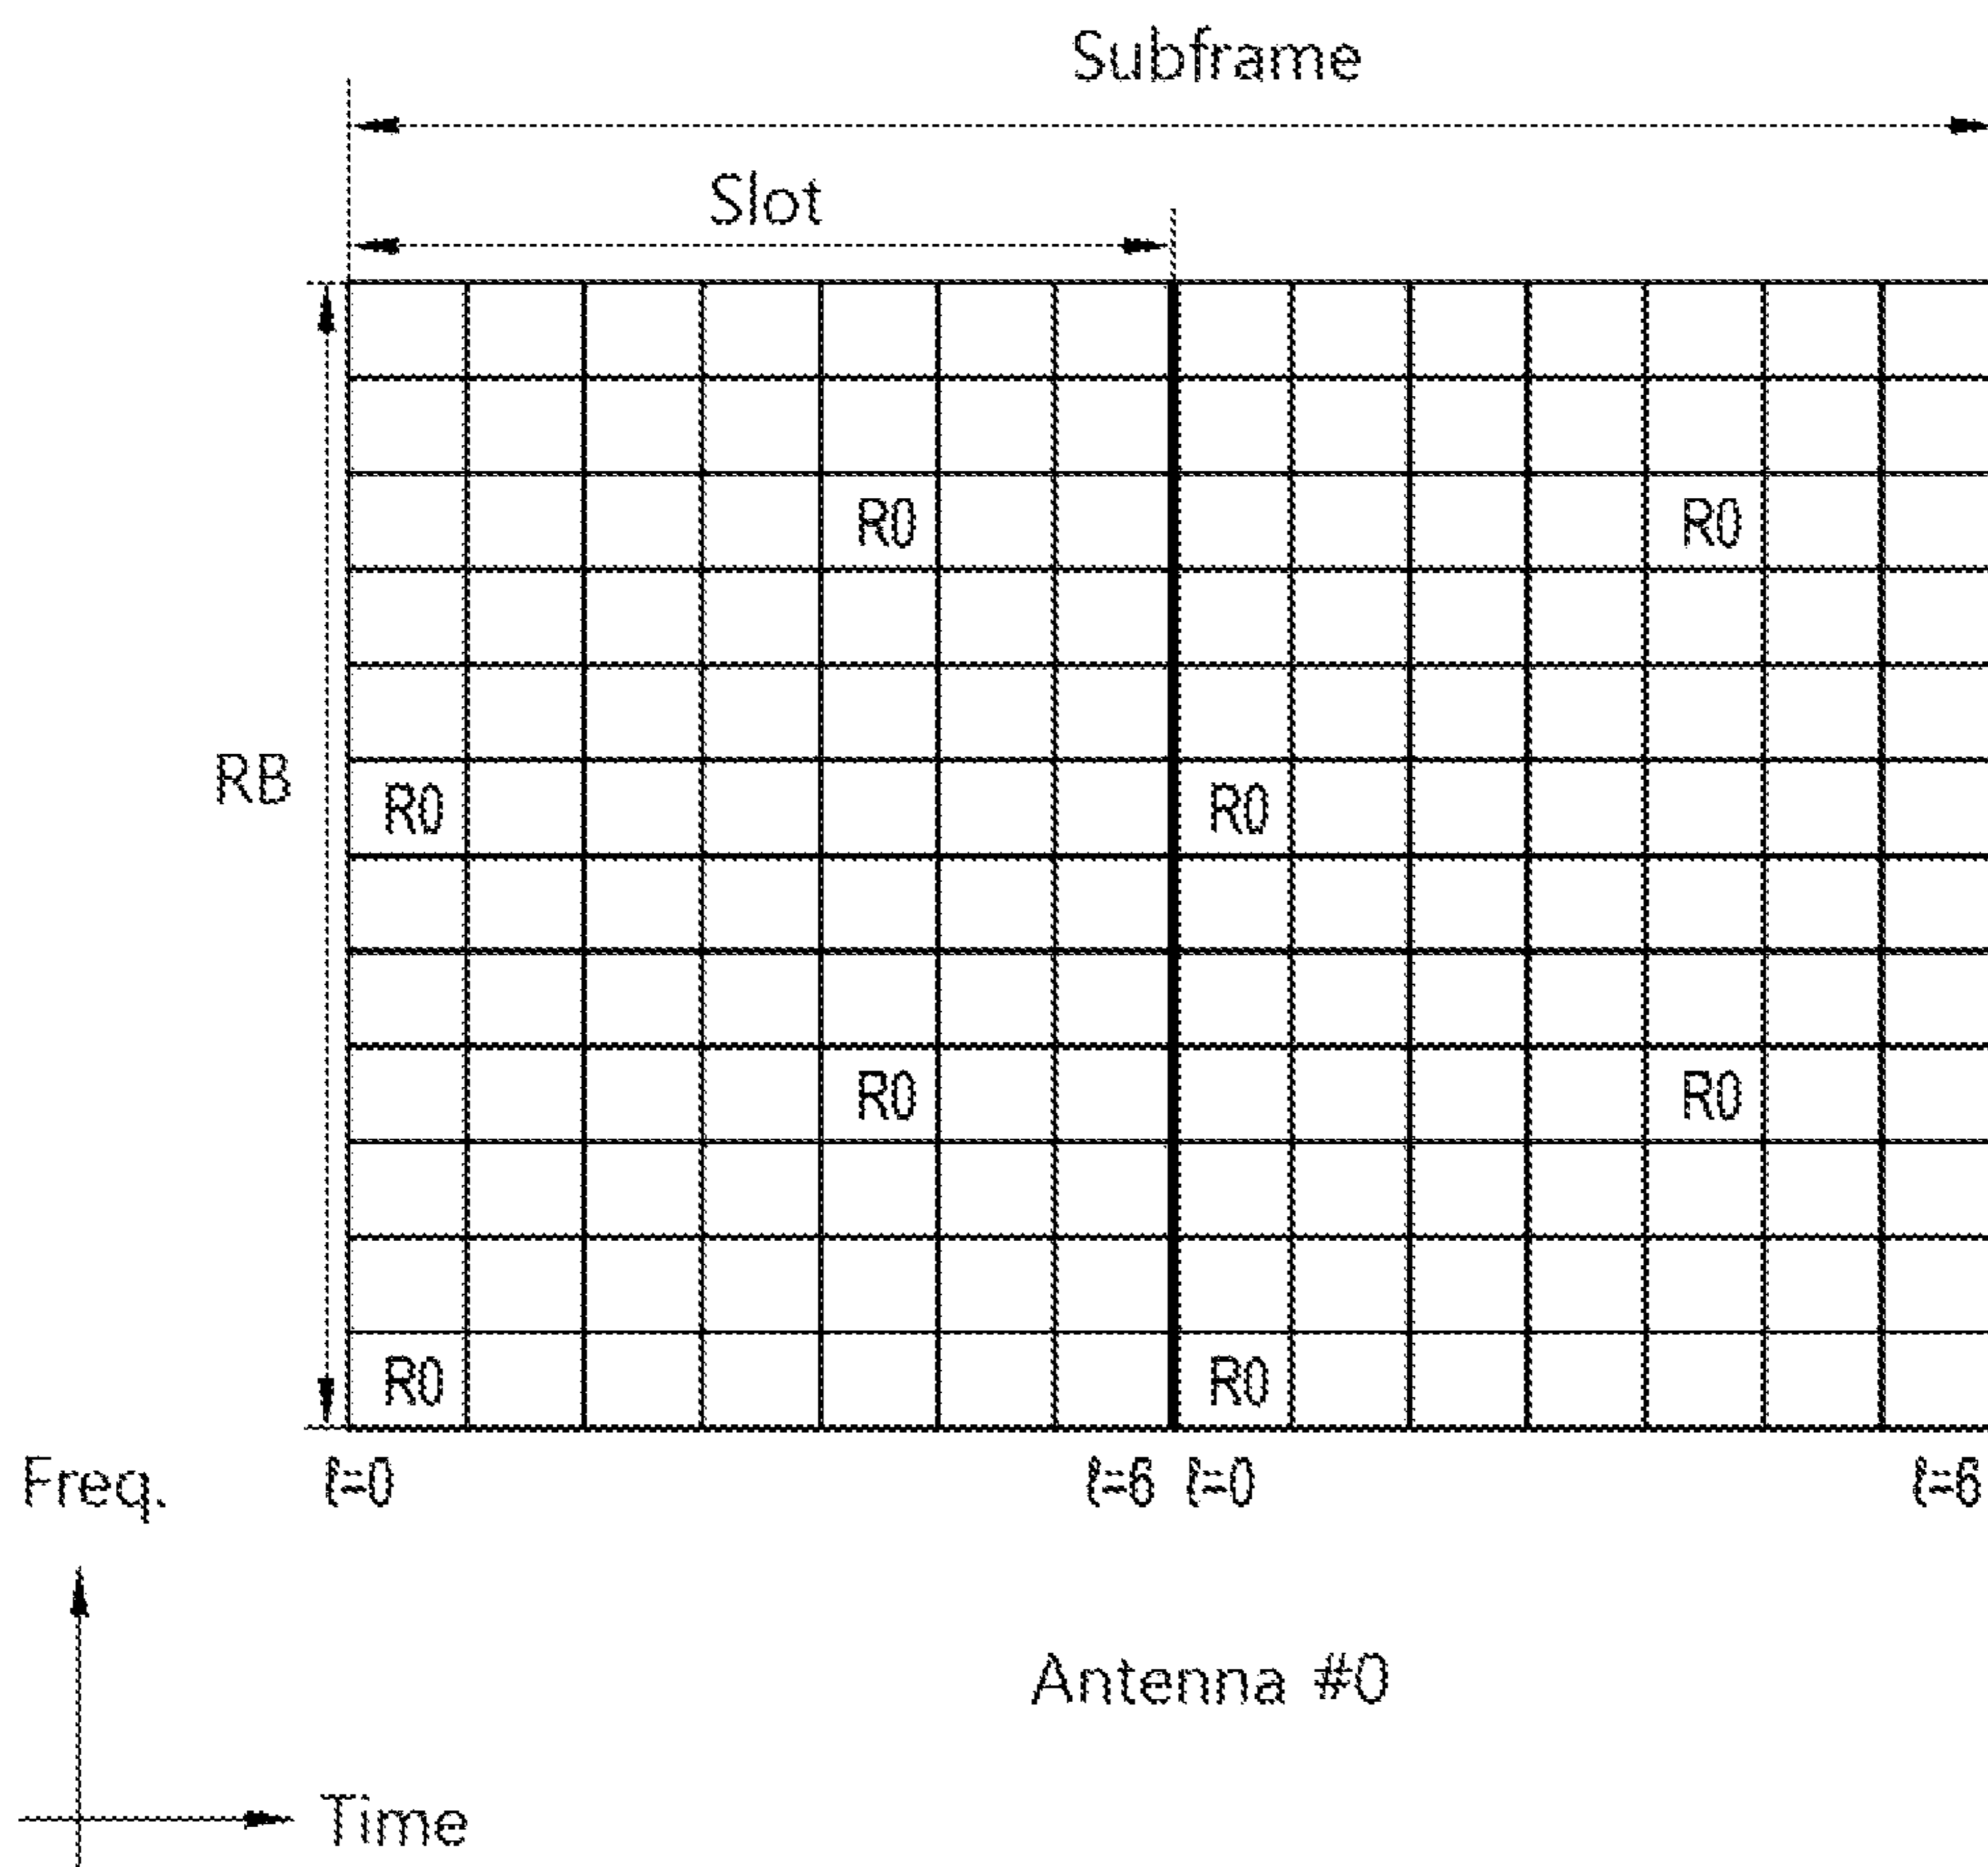 Subframe
Slot
R0 R0
RB
R0 R0
R0 R0
R0 R0
Freq. ℓ=0 ℓ=6 ℓ=0 ℓ=6
Antenna #0
Time